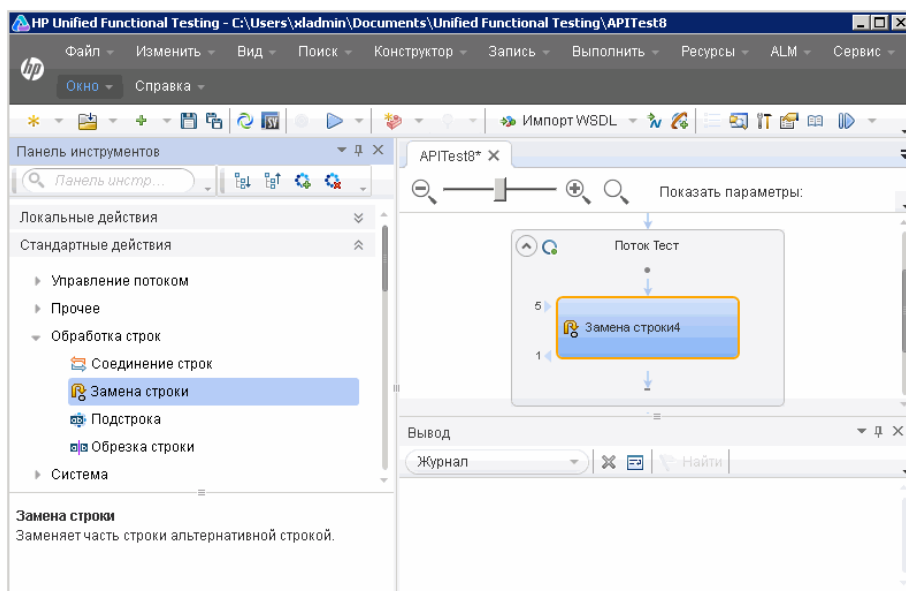 HP Unified Functional Testing - C:\Users\xladmin\Documents\Unified Functional Testing\APITest8
hp
Файл Изменить Вид Поиск Конструктор Запись Выполнить Ресурсы ALM Сервис
Окно Справка
Импорт WSDL
Панель инструментов
Панель инстр...
Локальные действия
Стандартные действия
Управление потоком
Прочее
Обработка строк
Соединение строк
Замена строки
Подстрока
Обрезка строки
Система
Замена строки
Заменяет часть строки альтернативной строкой.
APITest8*
Показать параметры:
Поток Тест
5
Замена строки4
1
Вывод
Журнал
Найти